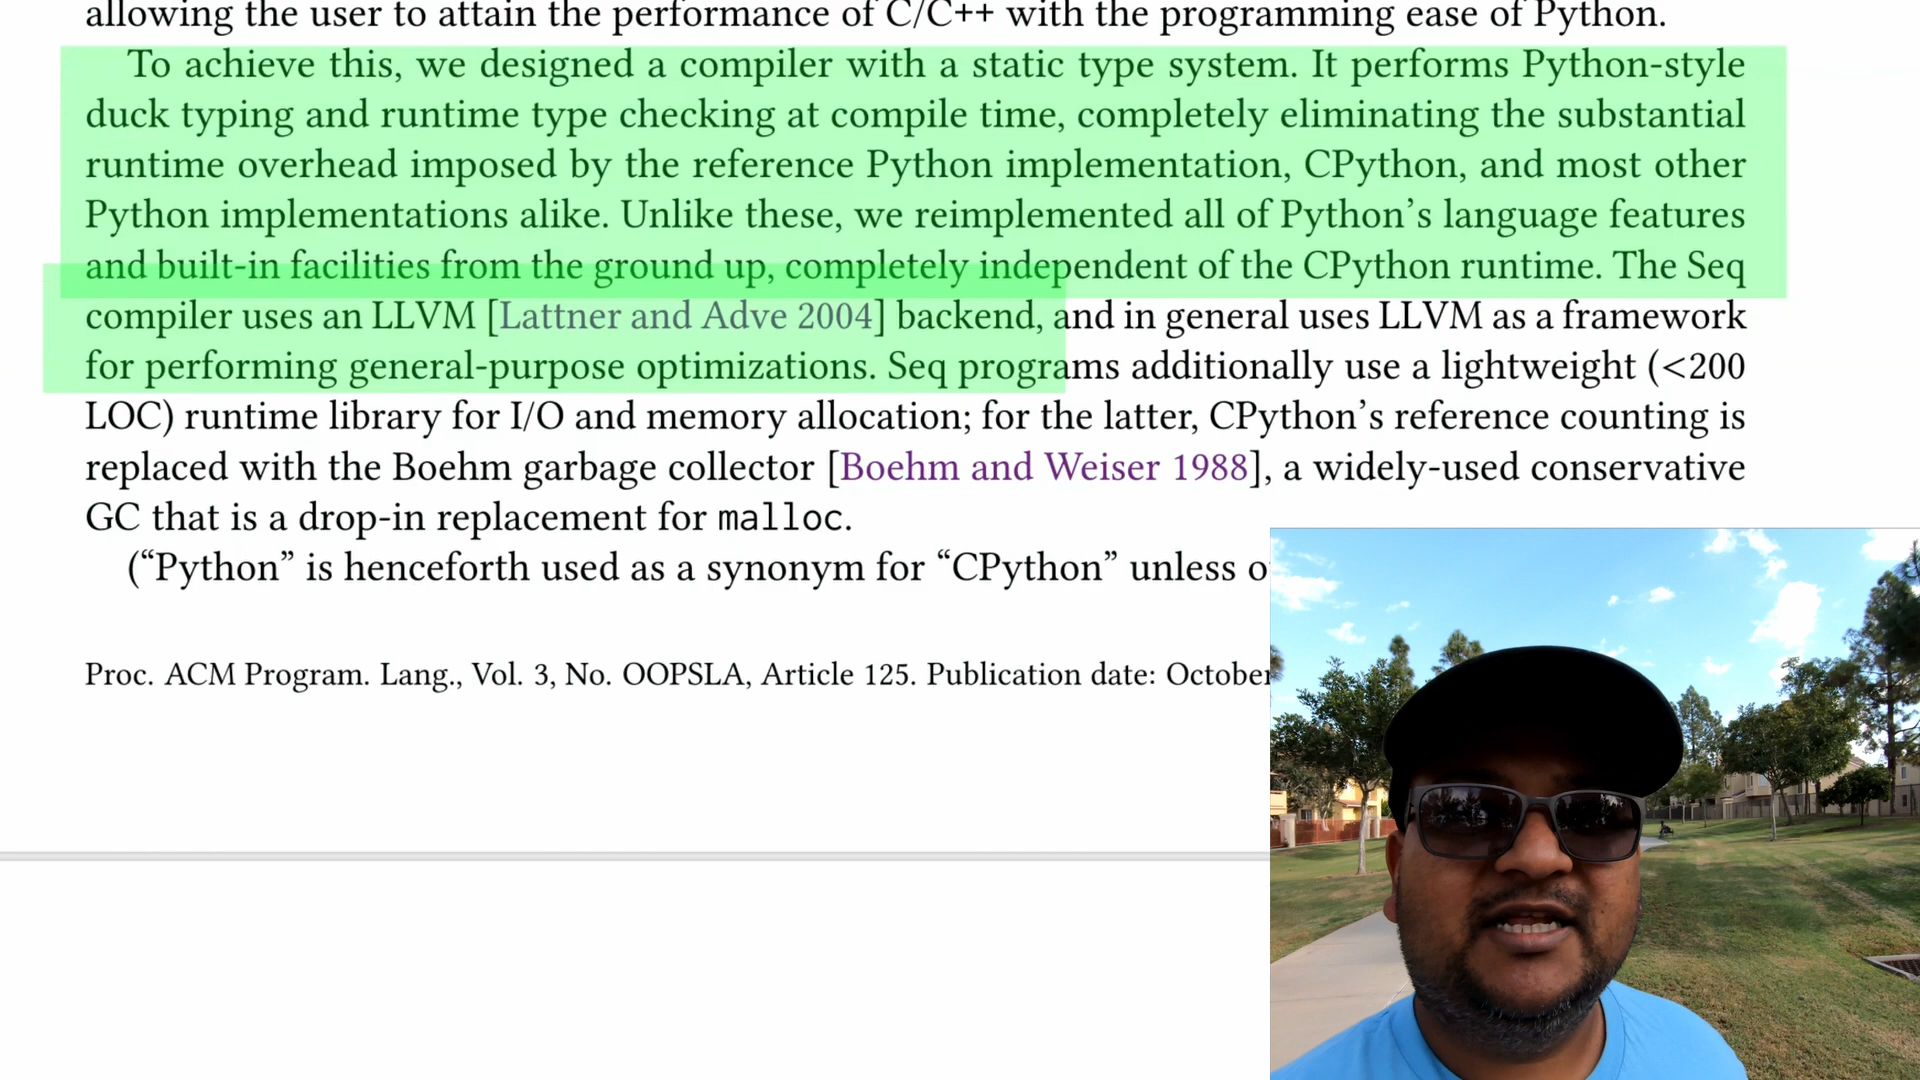 allowing the user to attain the performance of C/C++ with the programming ease of Python.
To achieve this, we designed a compiler with a static type system. It performs Python-style
duck typing and runtime type checking at compile time, completely eliminating the substantial
runtime overhead imposed by the reference Python implementation, CPython, and most other
Python implementations alike. Unlike these, we reimplemented all of Python’s language features
and built-in facilities from the ground up, completely independent of the CPython runtime. The Seq
compiler uses an LLVM [Lattner and Adve 2004] backend, and in general uses LLVM as a framework
for performing general-purpose optimizations. Seq programs additionally use a lightweight (<200
LOC) runtime library for I/O and memory allocation; for the latter, CPython’s reference counting is
replaced with the Boehm garbage collector [Boehm and Weiser 1988], a widely-used conservative
GC that is a drop-in replacement for malloc.
(“Python” is henceforth used as a synonym for “CPython” unless
Proc. ACM Program. Lang., Vol. 3, No. OOPSLA, Article 125. Publication date: October